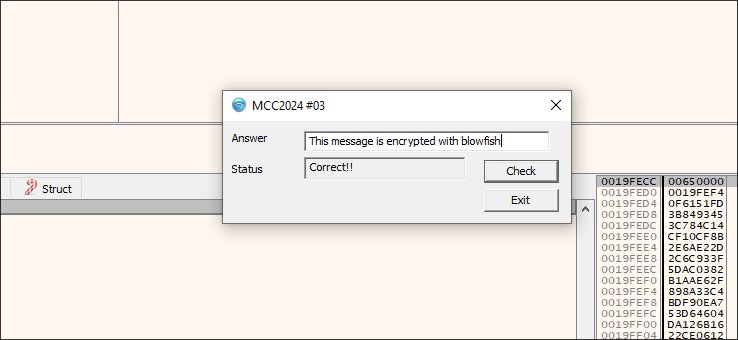 MCC2024 #03
Answer
This message is encrypted with blowfish
Status
Correct!!
Check
Exit
Struct
0019FECC 00650000
0019FED0 0019FEF4
0019FED4 0F6151FD
0019FED8 3B849345
0019FEDC 3C784C14
0019FEE0 CF10CF8B
0019FEE4 2E6AE22D
0019FEE8 2C6C933F
0019FEEC 5DAC0382
0019FEF0 B1AAE62F
0019FEF4 898A33C4
0019FEF8 BDF90EA7
0019FEFC 53D64604
0019FF00 DA126B16
0019FF04 22CE0612